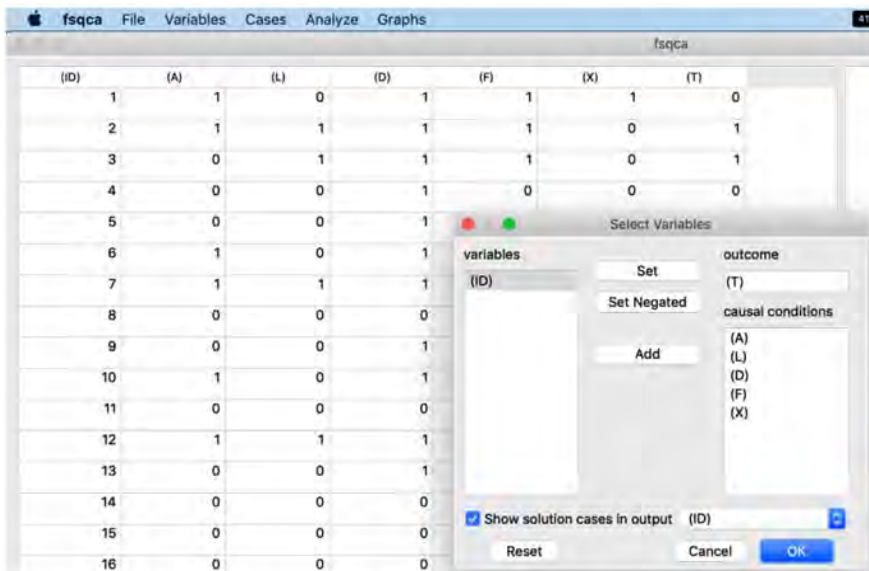 fsqca File Variables Cases Analyze Graphs 41
fsqca
(ID) (A) (L) (D) (F) (X) (T)
1 1 0 1 1 1 0
2 1 1 1 1 0 1
3 0 1 1 1 0 1
4 0 0 1 0 0 0
5 0 0 1
6 1 0 1
7 1 1 1
8 0 0 0
9 0 0 1
10 1 0 1
11 0 0 0
12 1 1 1
13 0 0 1
14 0 0 0
15 0 0 0
16 0 0 0
Select Variables
variables
(ID)
Set
Set Negated
Add
outcome
(T)
causal conditions
(A)
(L)
(D)
(F)
(X)
Show solution cases in output (ID)
Reset Cancel OK